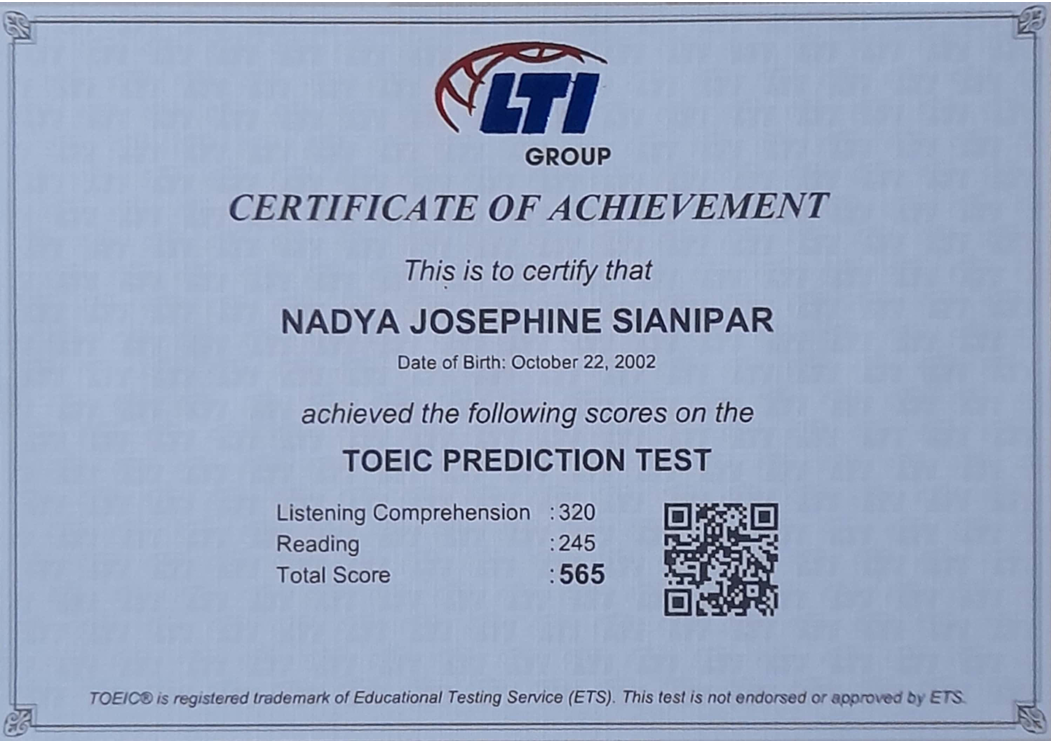 LTI
GROUP
CERTIFICATE OF ACHIEVEMENT
This is to certify that
NADYA JOSEPHINE SIANIPAR
Date of Birth: October 22, 2002
achieved the following scores on the
TOEIC PREDICTION TEST
Listening Comprehension : 320
Reading : 245
Total Score : 565
TOEIC® is registered trademark of Educational Testing Service (ETS). This test is not endorsed or approved by ETS.